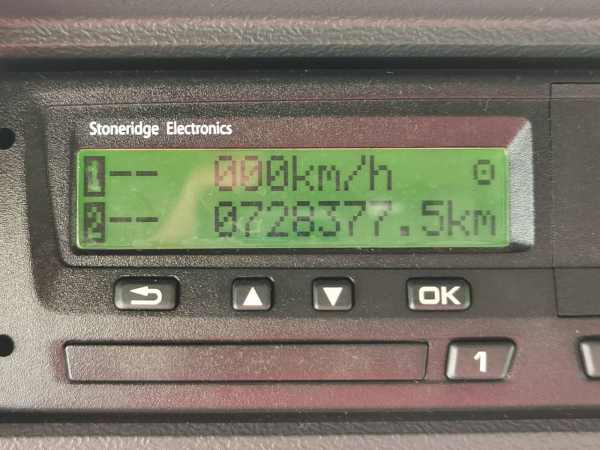 Stoneridge Electronics
1-- 000km/h
2-- 0728377.5km
OK
1